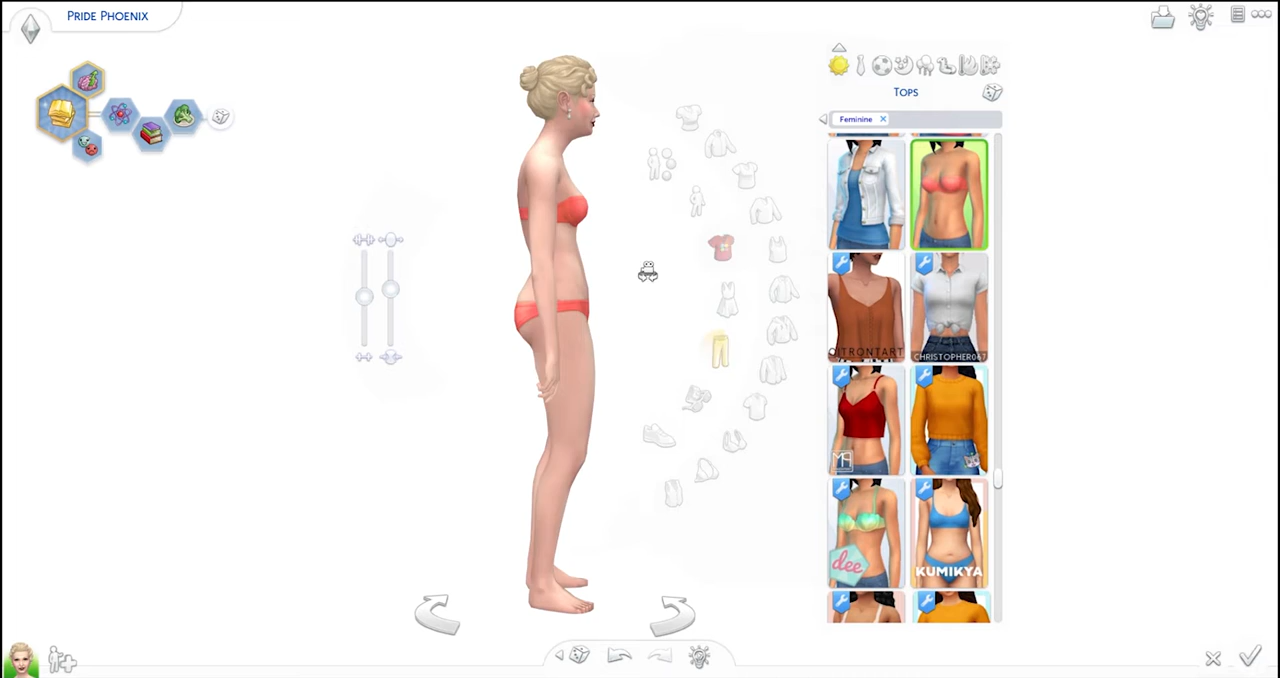 PRIDE PHOENIX
TOPS
Feminine
CITRONTART
CHRISTOPHER067
dee
KUMIKYA